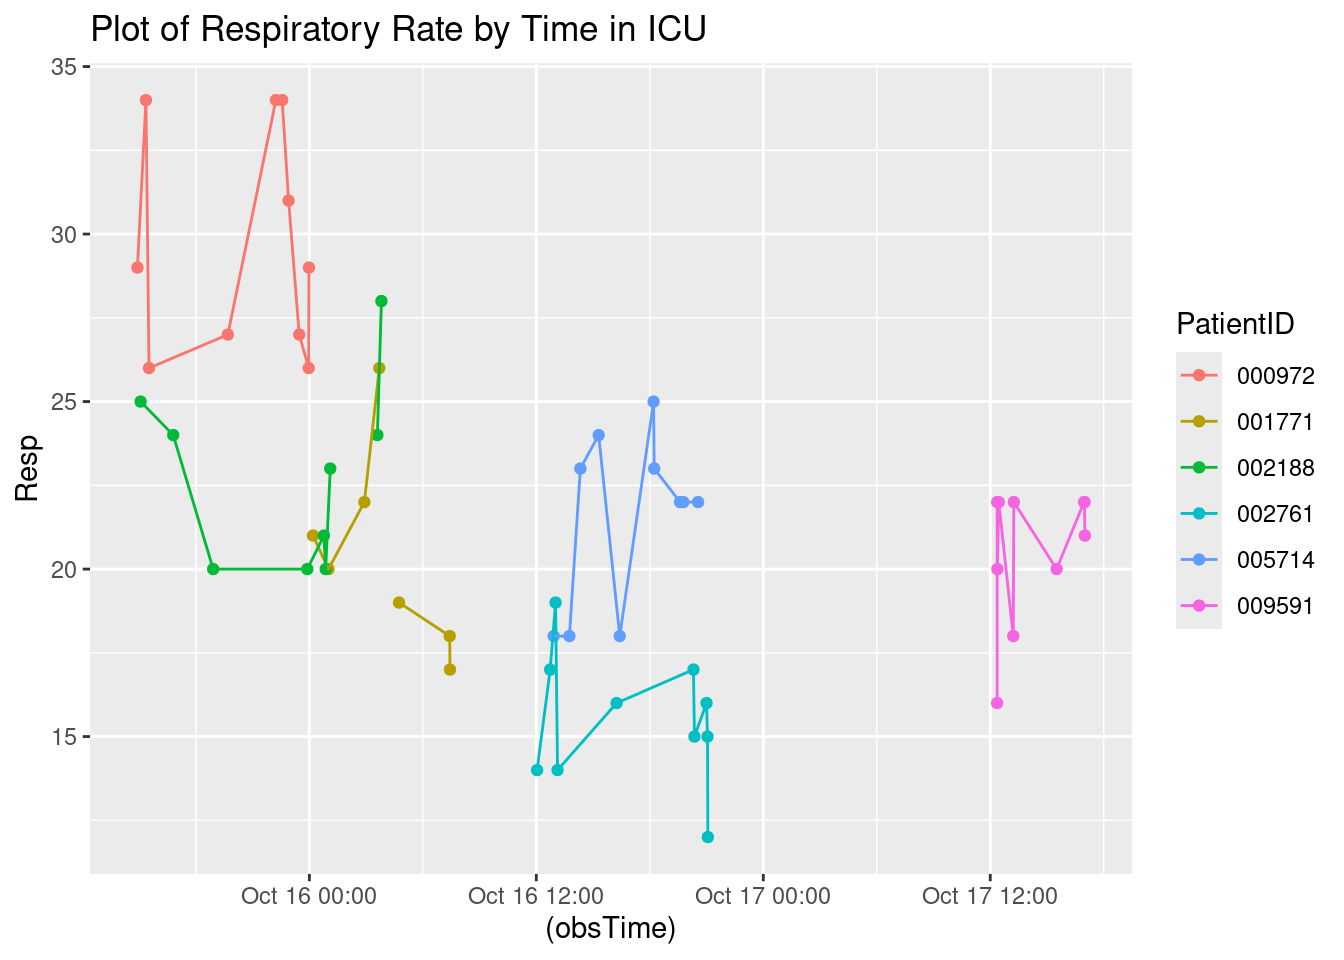 Plot of Respiratory Rate by Time in ICU
35
30
25
20
15
Resp
Oct 16 00:00
Oct 16 12:00
Oct 17 00:00
Oct 17 12:00
(obsTime)
PatientID
000972
001771
002188
002761
005714
009591